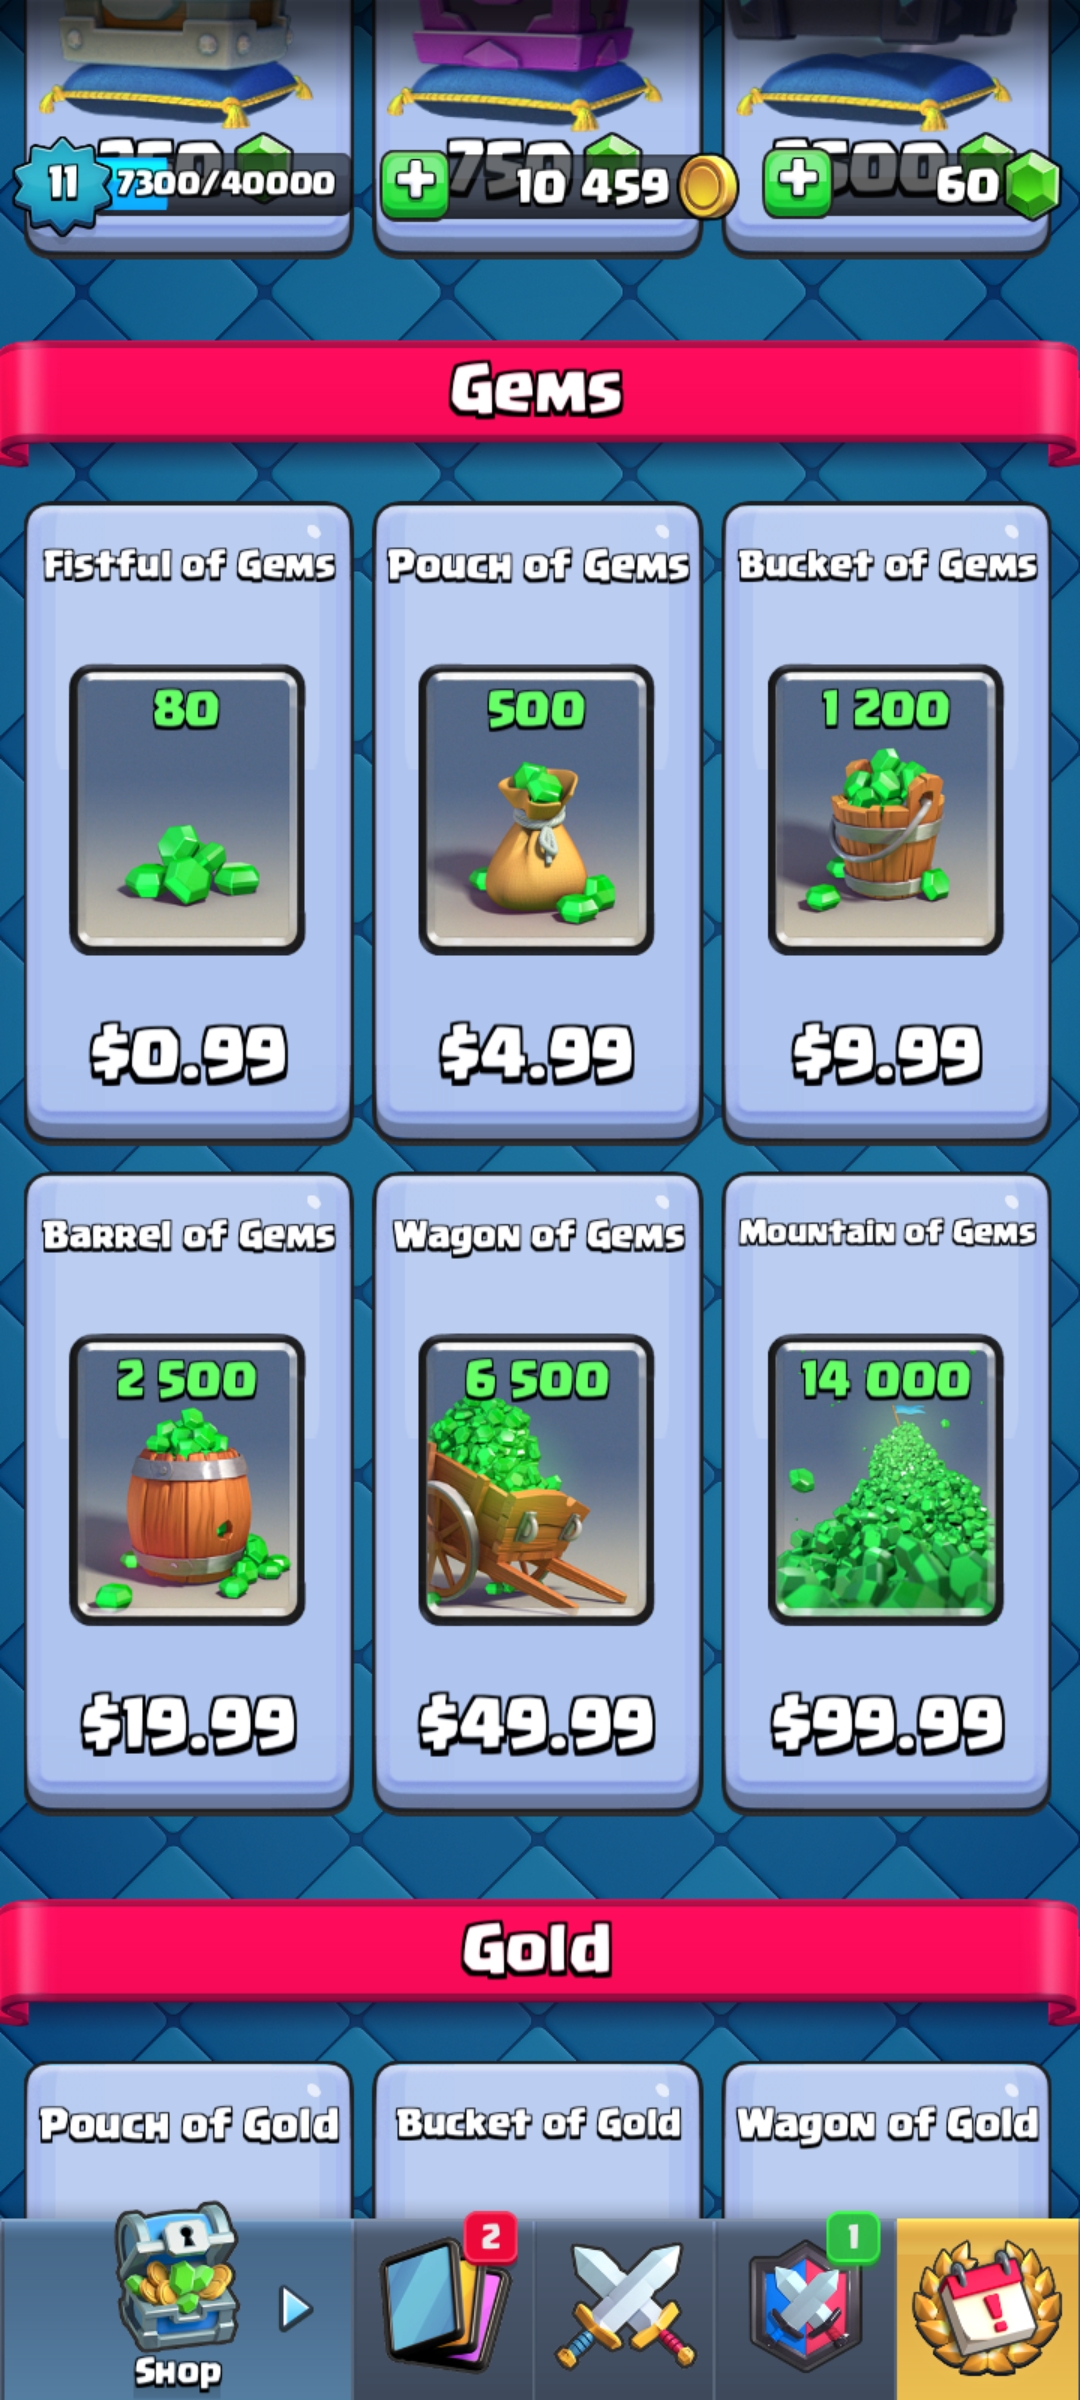 11 7300/40000 10 459 60
Gems
Fistful of Gems Pouch of Gems Bucket of Gems
80 500 1 200
$0.99 $4.99 $9.99
Barrel of Gems Wagon of Gems Mountain of Gems
2 500 6 500 14 000
$19.99 $49.99 $99.99
Gold
Pouch of Gold Bucket of Gold Wagon of Gold
2 1
Shop